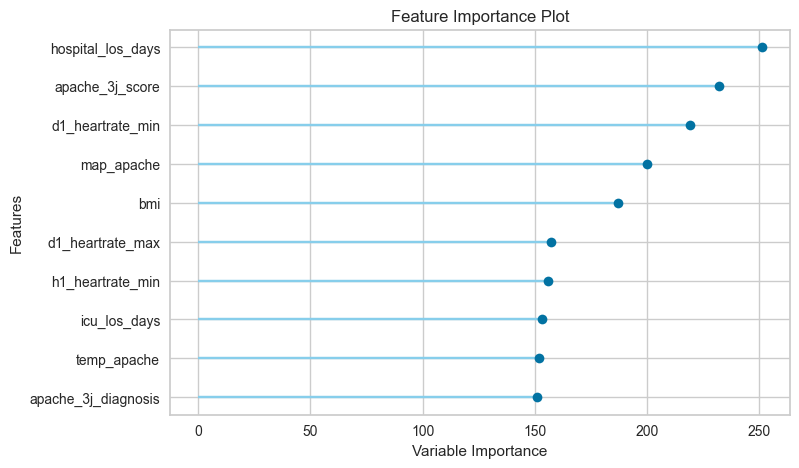 Feature Importance Plot
hospital_los_days
apache_3j_score
d1_heartrate_min
map_apache
bmi
d1_heartrate_max
h1_heartrate_min
icu_los_days
temp_apache
apache_3j_diagnosis
Features
0 50 100 150 200 250
Variable Importance